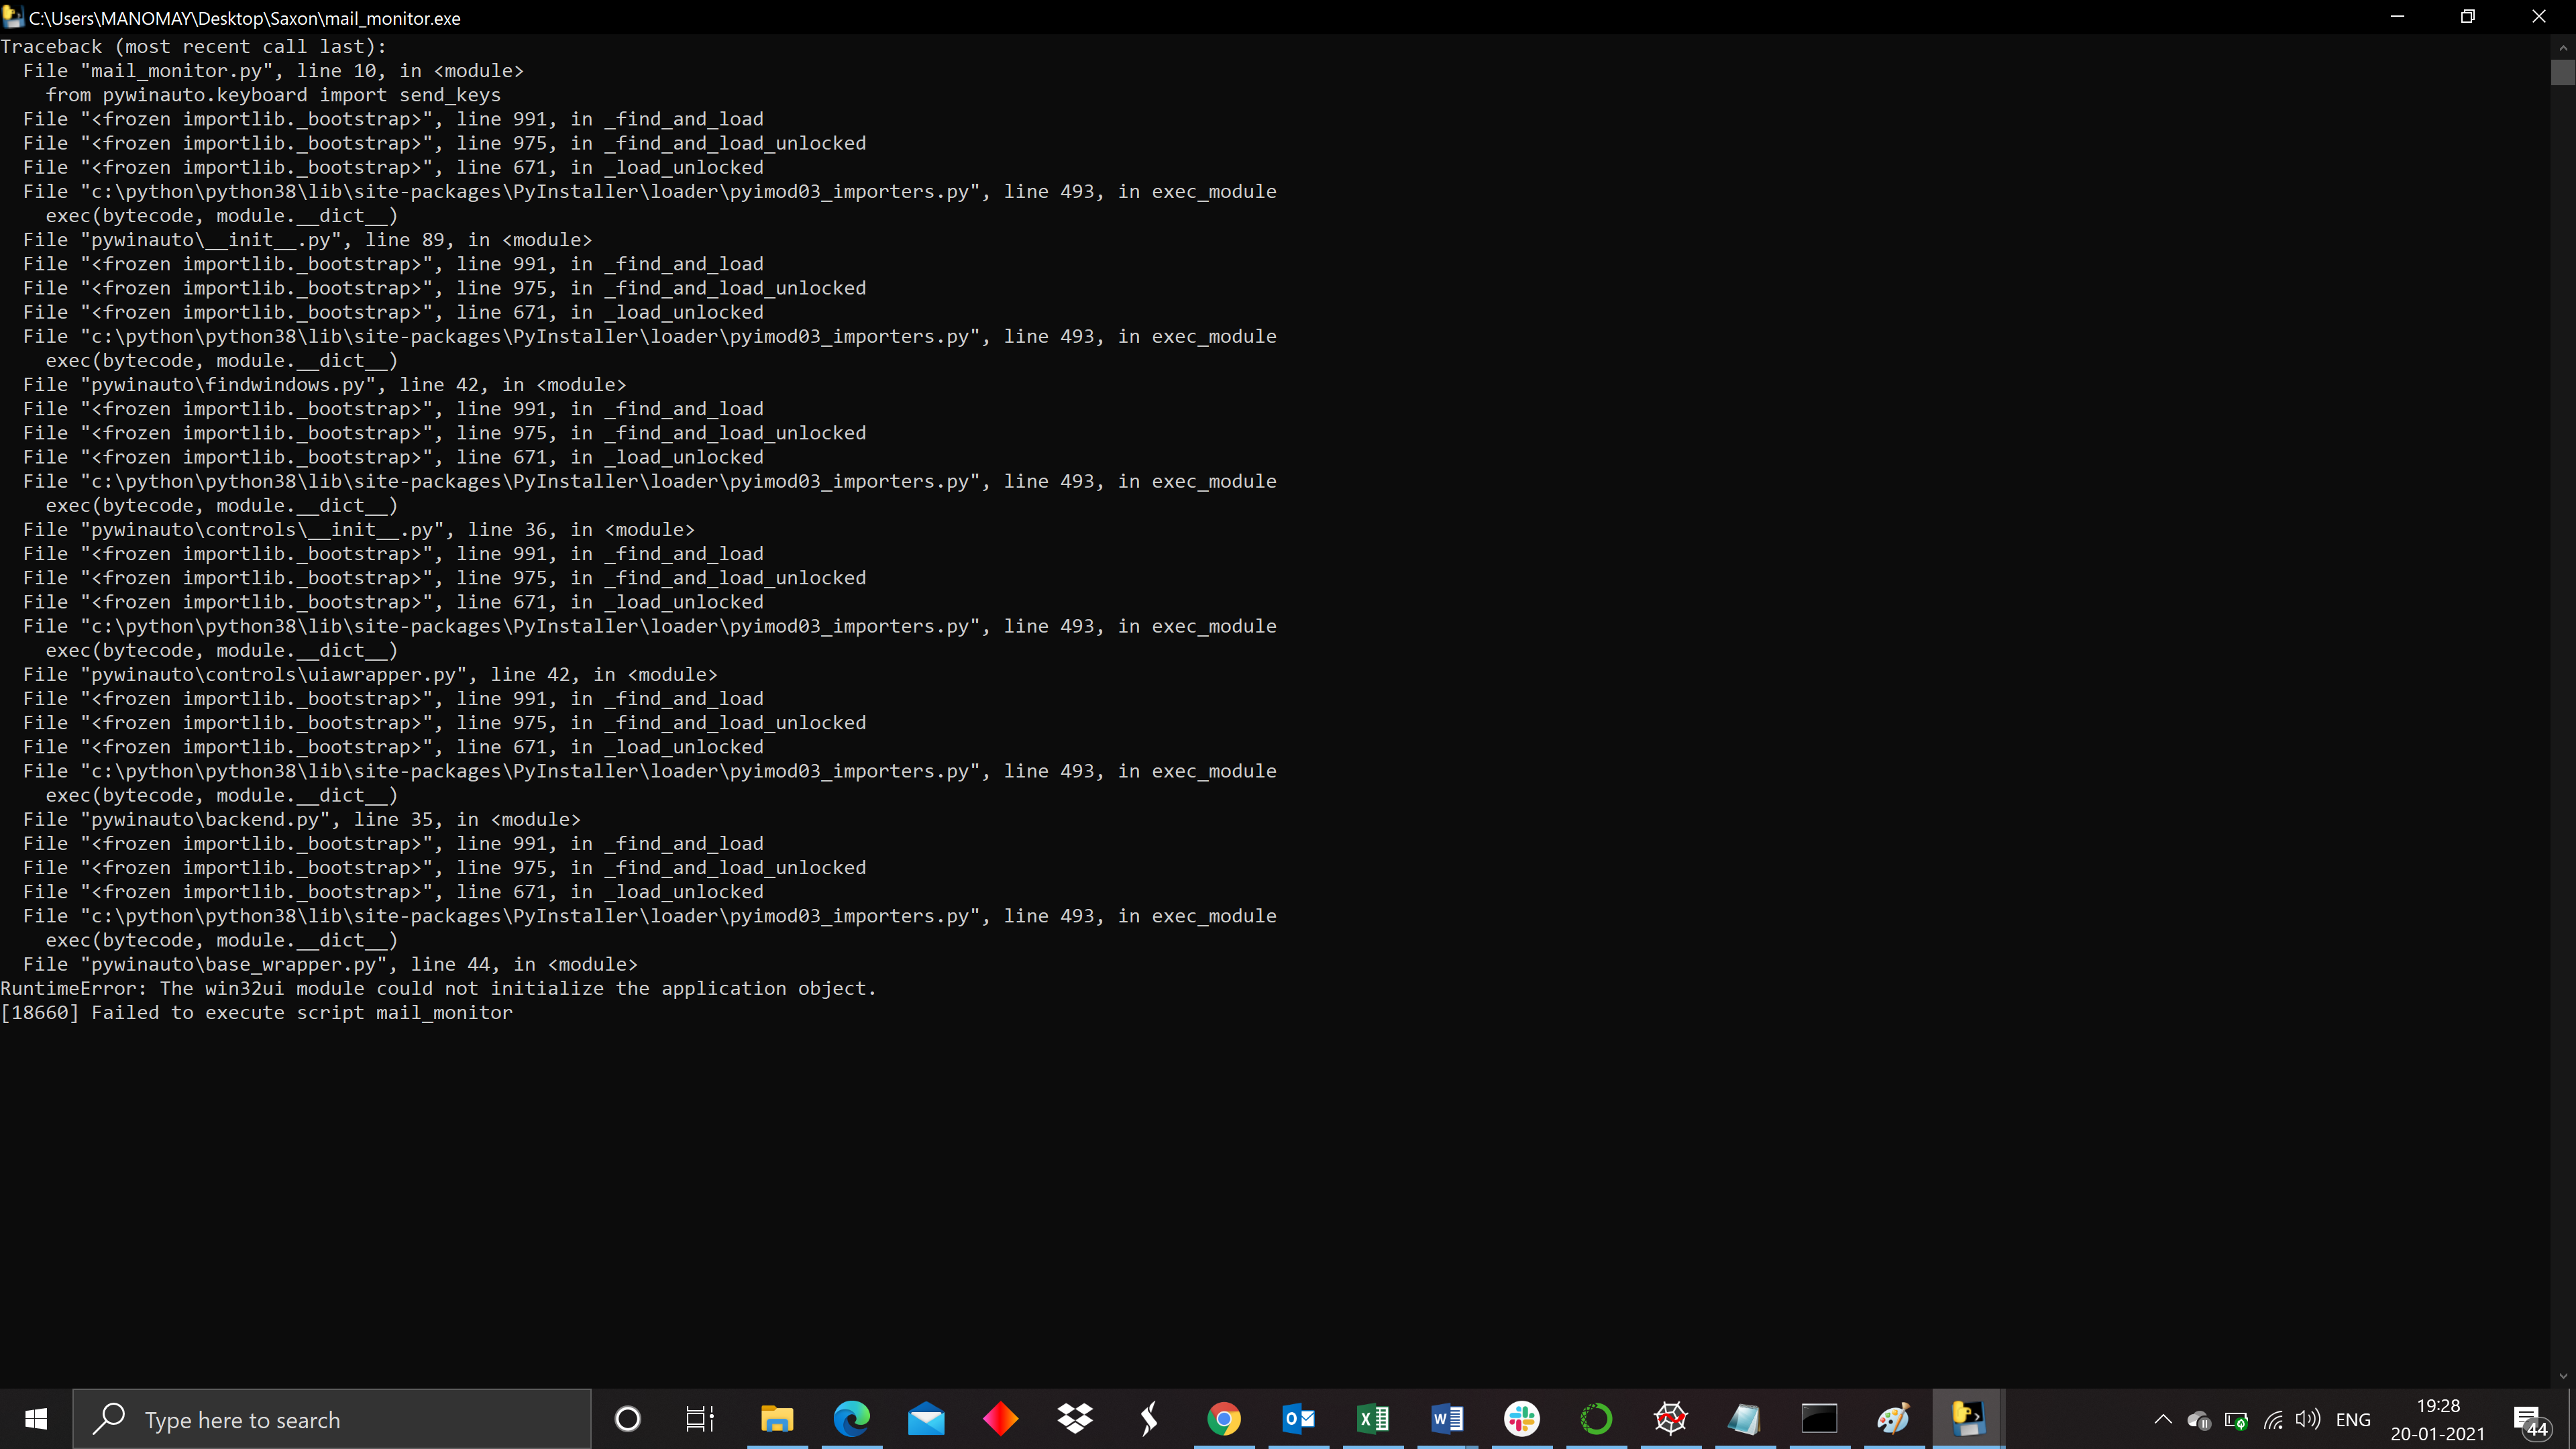 C:\Users\MANOMAY\Desktop\Saxon\mail_monitor.exe
Traceback (most recent call last):
  File "mail_monitor.py", line 10, in <module>
    from pywinauto.keyboard import send_keys
  File "<frozen importlib._bootstrap>", line 991, in _find_and_load
  File "<frozen importlib._bootstrap>", line 975, in _find_and_load_unlocked
  File "<frozen importlib._bootstrap>", line 671, in _load_unlocked
  File "c:\python\python38\lib\site-packages\PyInstaller\loader\pyimod03_importers.py", line 493, in exec_module
    exec(bytecode, module.__dict__)
  File "pywinauto\__init__.py", line 89, in <module>
  File "<frozen importlib._bootstrap>", line 991, in _find_and_load
  File "<frozen importlib._bootstrap>", line 975, in _find_and_load_unlocked
  File "<frozen importlib._bootstrap>", line 671, in _load_unlocked
  File "c:\python\python38\lib\site-packages\PyInstaller\loader\pyimod03_importers.py", line 493, in exec_module
    exec(bytecode, module.__dict__)
  File "pywinauto\findwindows.py", line 42, in <module>
  File "<frozen importlib._bootstrap>", line 991, in _find_and_load
  File "<frozen importlib._bootstrap>", line 975, in _find_and_load_unlocked
  File "<frozen importlib._bootstrap>", line 671, in _load_unlocked
  File "c:\python\python38\lib\site-packages\PyInstaller\loader\pyimod03_importers.py", line 493, in exec_module
    exec(bytecode, module.__dict__)
  File "pywinauto\controls\__init__.py", line 36, in <module>
  File "<frozen importlib._bootstrap>", line 991, in _find_and_load
  File "<frozen importlib._bootstrap>", line 975, in _find_and_load_unlocked
  File "<frozen importlib._bootstrap>", line 671, in _load_unlocked
  File "c:\python\python38\lib\site-packages\PyInstaller\loader\pyimod03_importers.py", line 493, in exec_module
    exec(bytecode, module.__dict__)
  File "pywinauto\controls\uiawrapper.py", line 42, in <module>
  File "<frozen importlib._bootstrap>", line 991, in _find_and_load
  File "<frozen importlib._bootstrap>", line 975, in _find_and_load_unlocked
  File "<frozen importlib._bootstrap>", line 671, in _load_unlocked
  File "c:\python\python38\lib\site-packages\PyInstaller\loader\pyimod03_importers.py", line 493, in exec_module
    exec(bytecode, module.__dict__)
  File "pywinauto\backend.py", line 35, in <module>
  File "<frozen importlib._bootstrap>", line 991, in _find_and_load
  File "<frozen importlib._bootstrap>", line 975, in _find_and_load_unlocked
  File "<frozen importlib._bootstrap>", line 671, in _load_unlocked
  File "c:\python\python38\lib\site-packages\PyInstaller\loader\pyimod03_importers.py", line 493, in exec_module
    exec(bytecode, module.__dict__)
  File "pywinauto\base_wrapper.py", line 44, in <module>
RuntimeError: The win32ui module could not initialize the application object.
[18660] Failed to execute script mail_monitor
Type here to search
ENG
19:28
20-01-2021
44